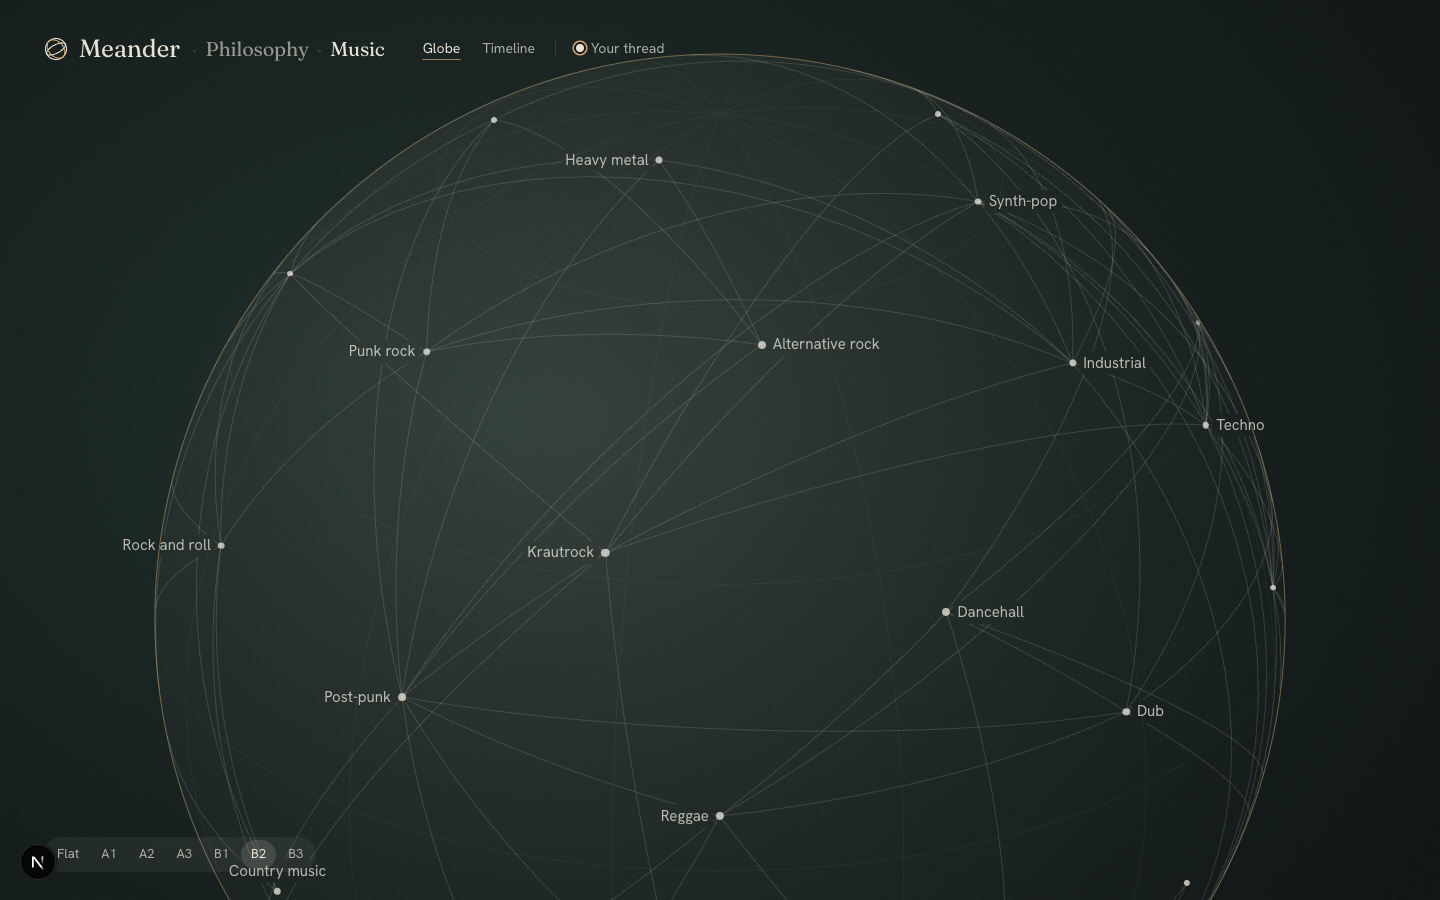 Meander · Philosophy · Music Globe Timeline Your thread
Heavy metal
Synth-pop
Alternative rock
Punk rock
Industrial
Techno
Rock and roll
Krautrock
Dancehall
Post-punk
Dub
Reggae
N Flat A1 A2 A3 B1 B2 B3
Country music